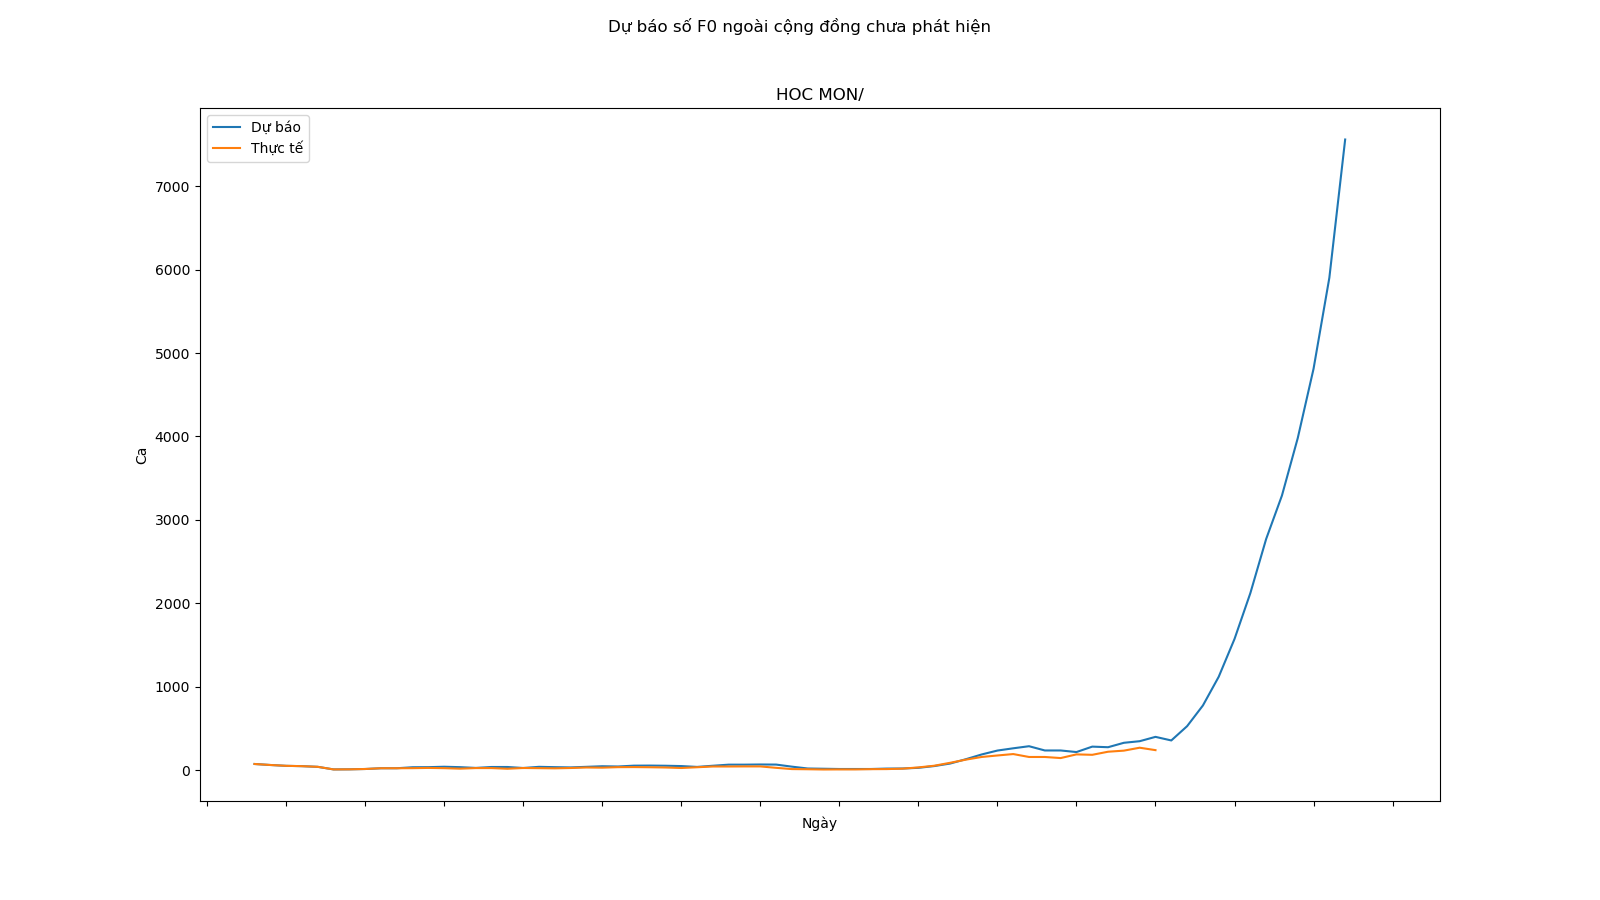 Dự báo số F0 ngoài cộng đồng chưa phát hiện
HOC MON/
Dự báo
Thực tế
7000
6000
5000
4000
3000
2000
1000
0
Ca
Ngày